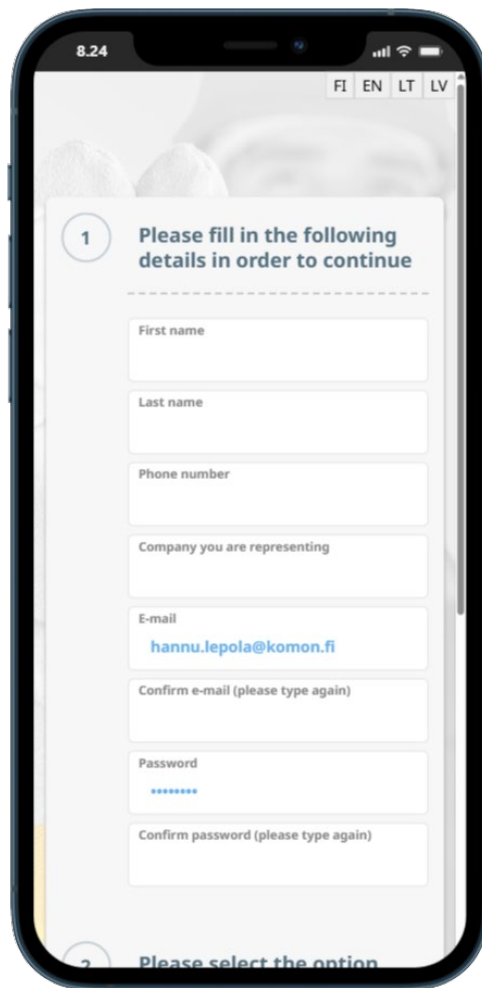 8.24
FI EN LT LV
1
Please fill in the following
details in order to continue
First name
Last name
Phone number
Company you are representing
E-mail
hannu.lepola@komon.fi
Confirm e-mail (please type again)
Password
••••••••
Confirm password (please type again)
2
Please select the option